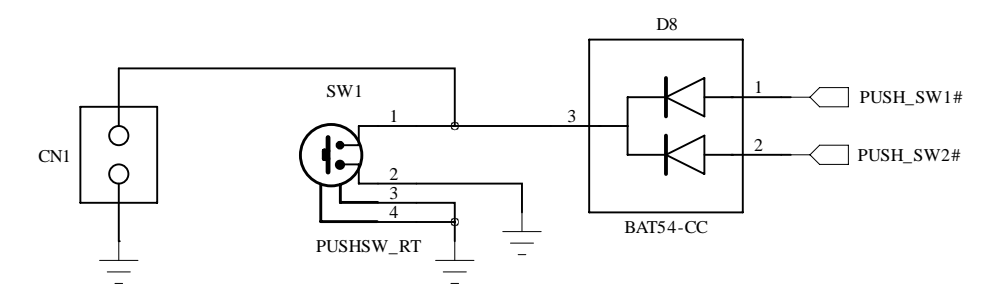 D8
SW1
1
3
1
PUSH_SW1#
CN1
2
PUSH_SW2#
2
3
4
PUSHSW_RT
BAT54-CC